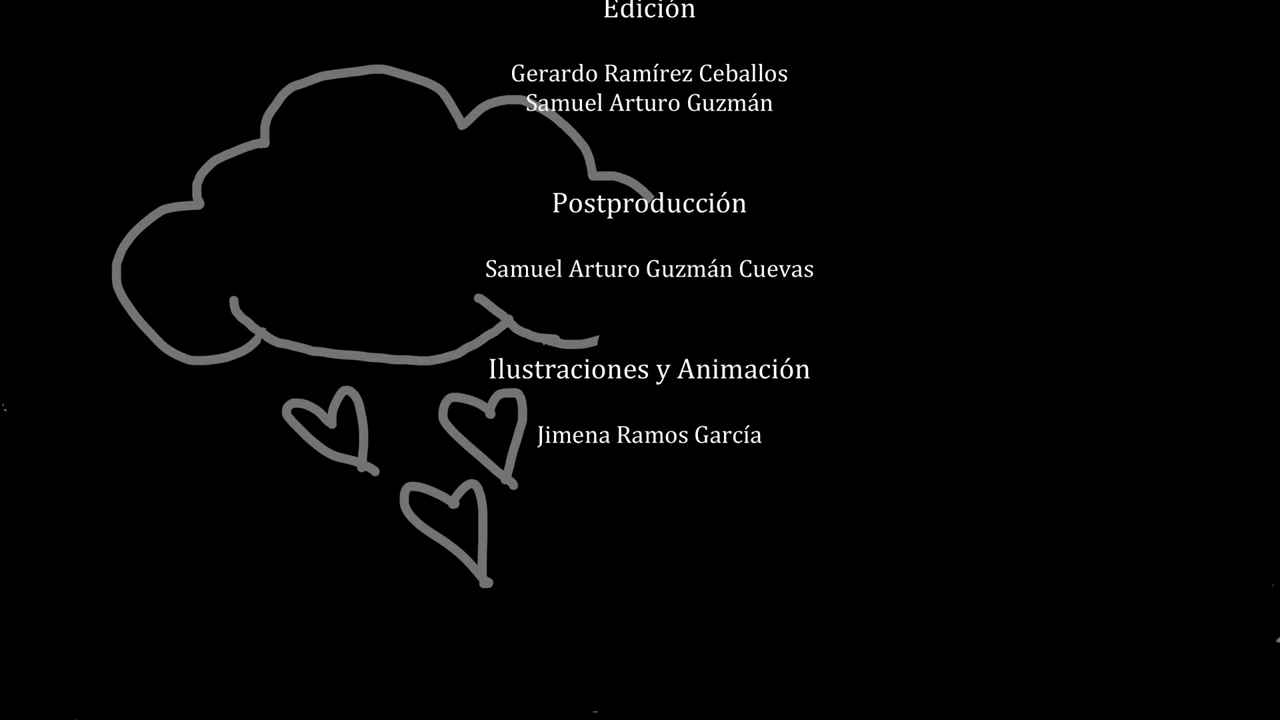 Edición
Gerardo Ramírez Ceballos
Samuel Arturo Guzmán
Postproducción
Samuel Arturo Guzmán Cuevas
Ilustraciones y Animación
Jimena Ramos García